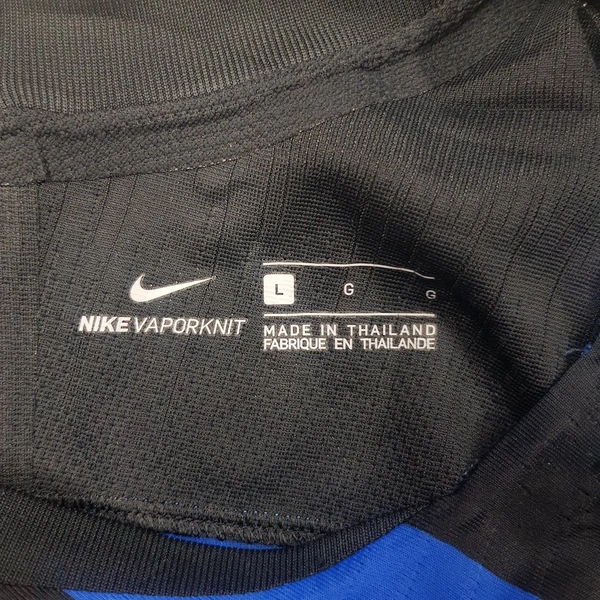 NIKE VAPORKNIT
L G G
MADE IN THAILAND
FABRIQUE EN THAILANDE